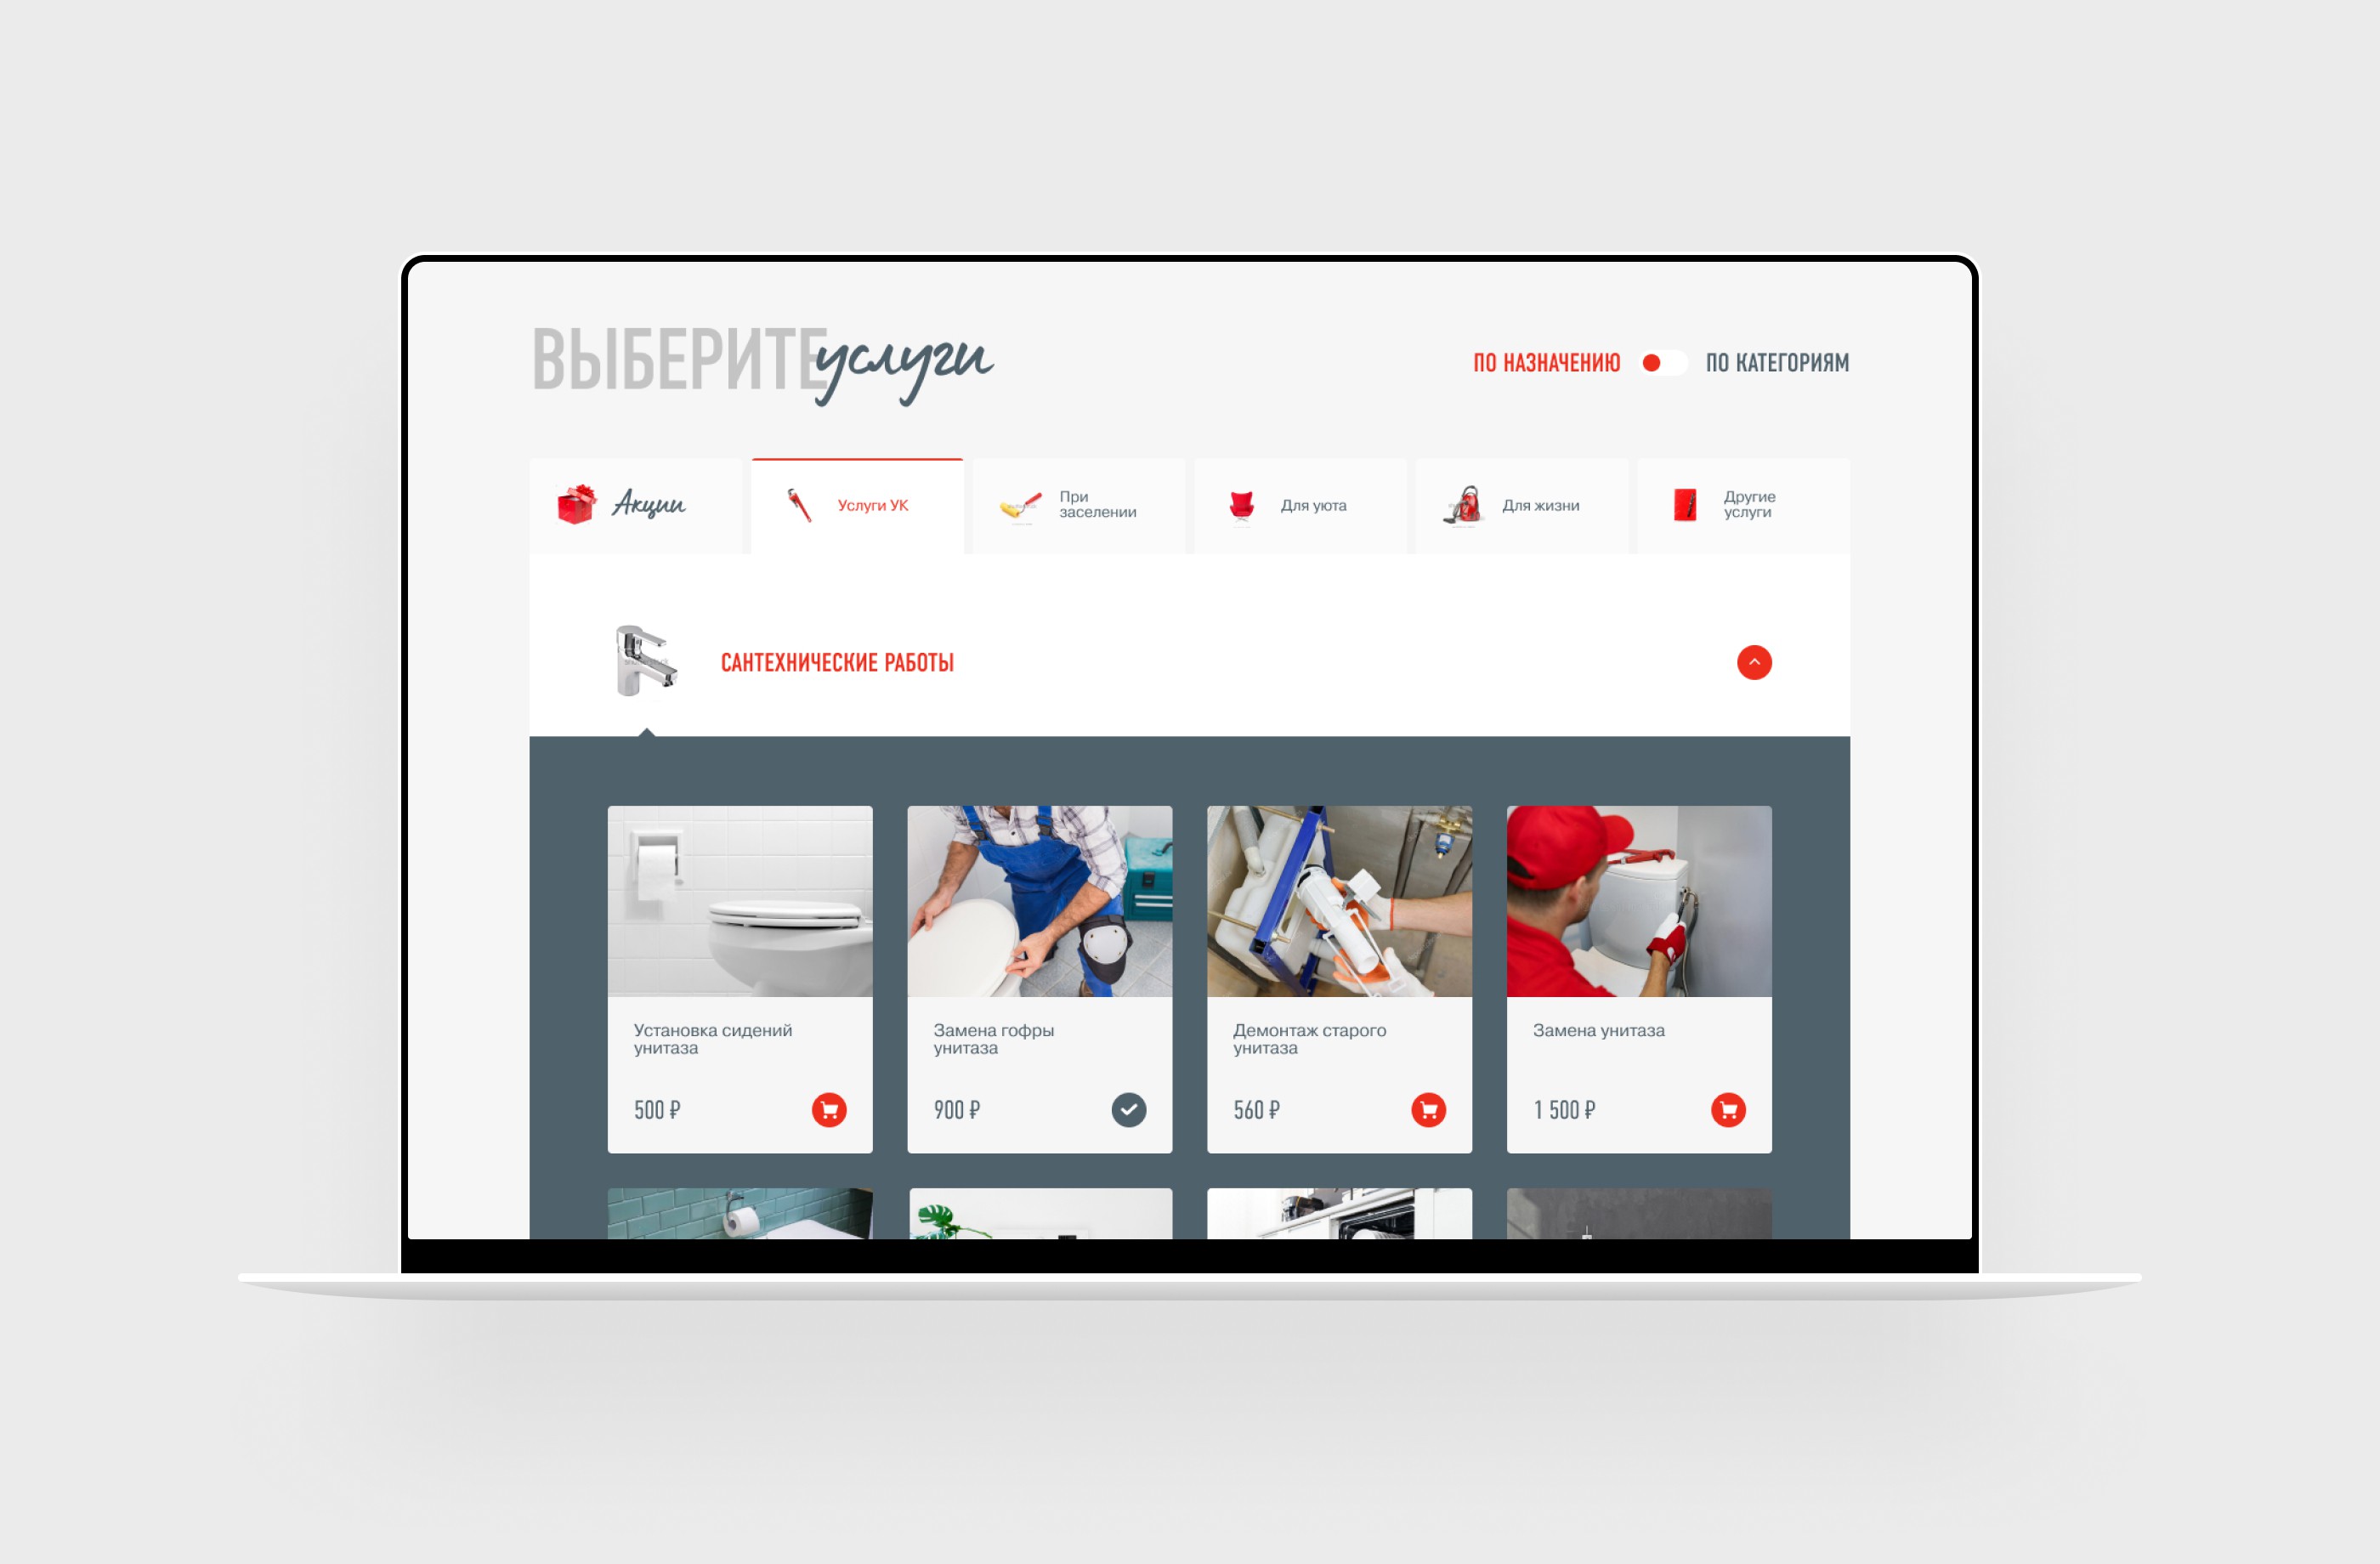 ВЫБЕРИТЕ услуги
ПО НАЗНАЧЕНИЮ ПО КАТЕГОРИЯМ
Акции
Услуги УК
При
заселении
Для уюта
Для жизни
Другие
услуги
САНТЕХНИЧЕСКИЕ РАБОТЫ
Установка сидений
унитаза
500 ₽
Замена гофры
унитаза
900 ₽
Демонтаж старого
унитаза
560 ₽
Замена унитаза
1 500 ₽